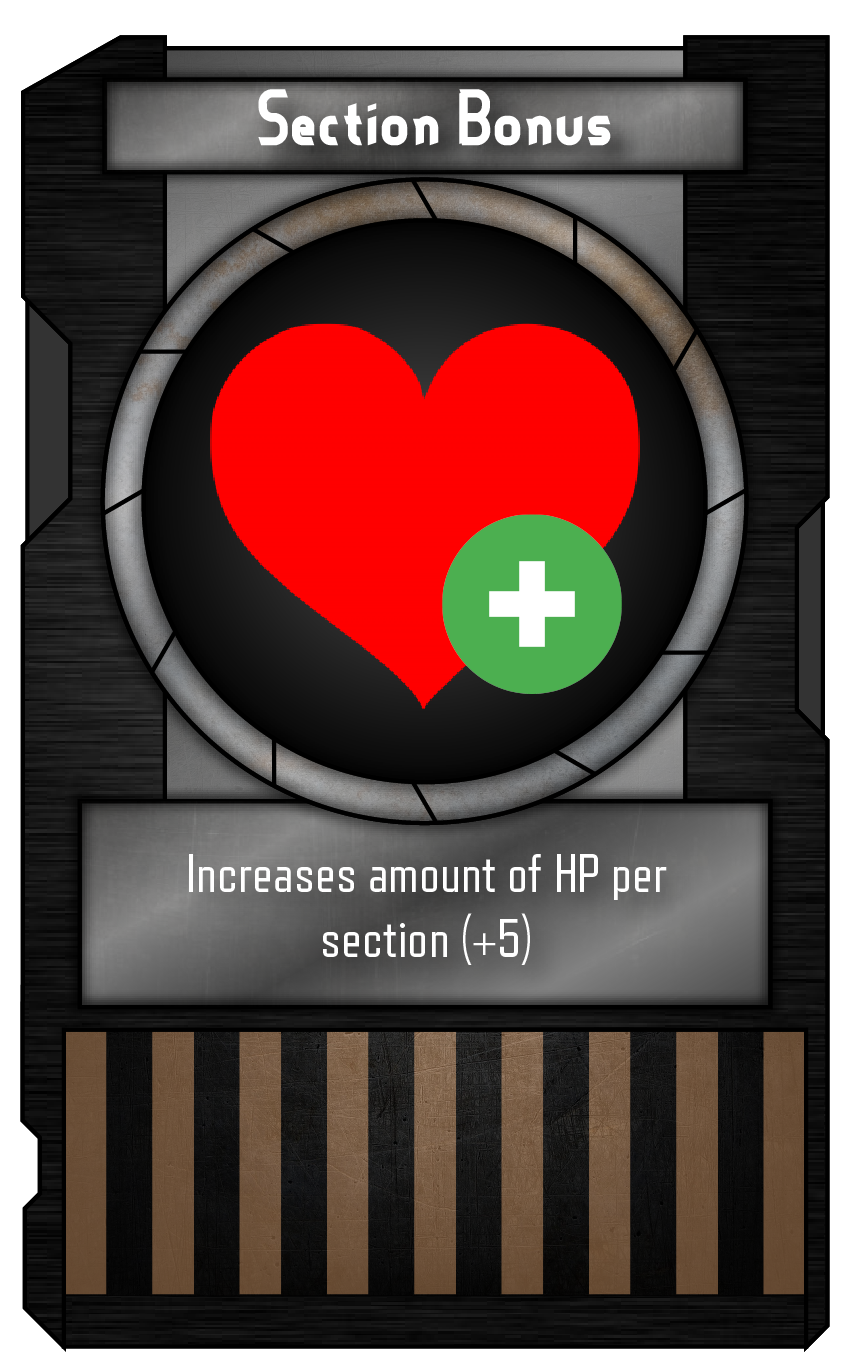 Section Bonus
Increases amount of HP per
section (+5)